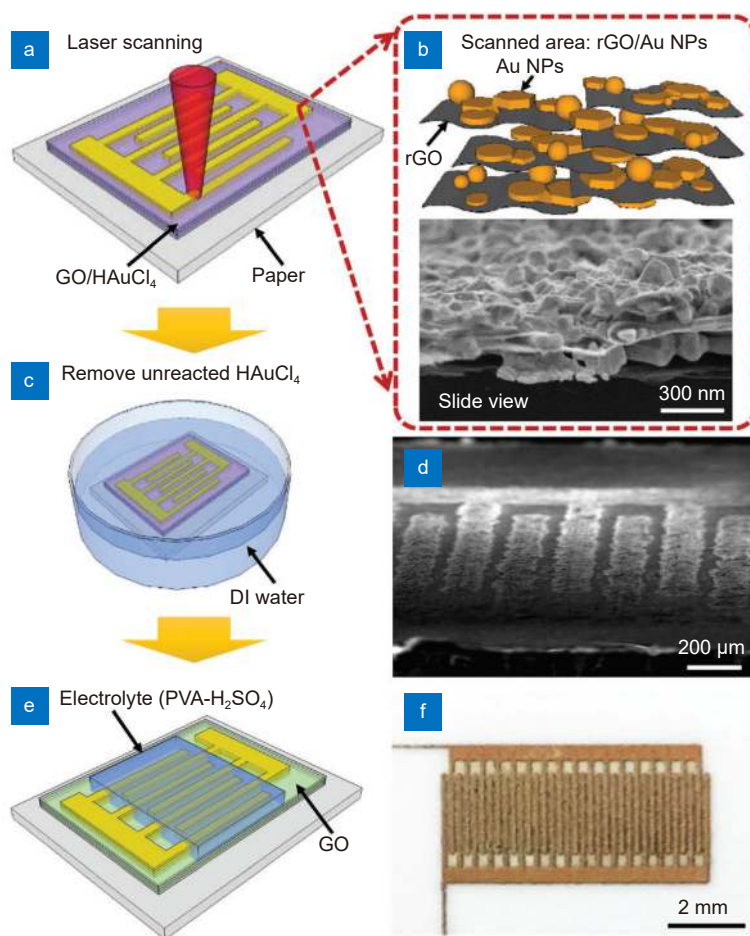 a Laser scanning
GO/HAuCl₄
Paper
b Scanned area: rGO/Au NPs
Au NPs
rGO
Slide view
300 nm
c Remove unreacted HAuCl₄
DI water
d
200 µm
e Electrolyte (PVA-H₂SO₄)
GO
f
2 mm